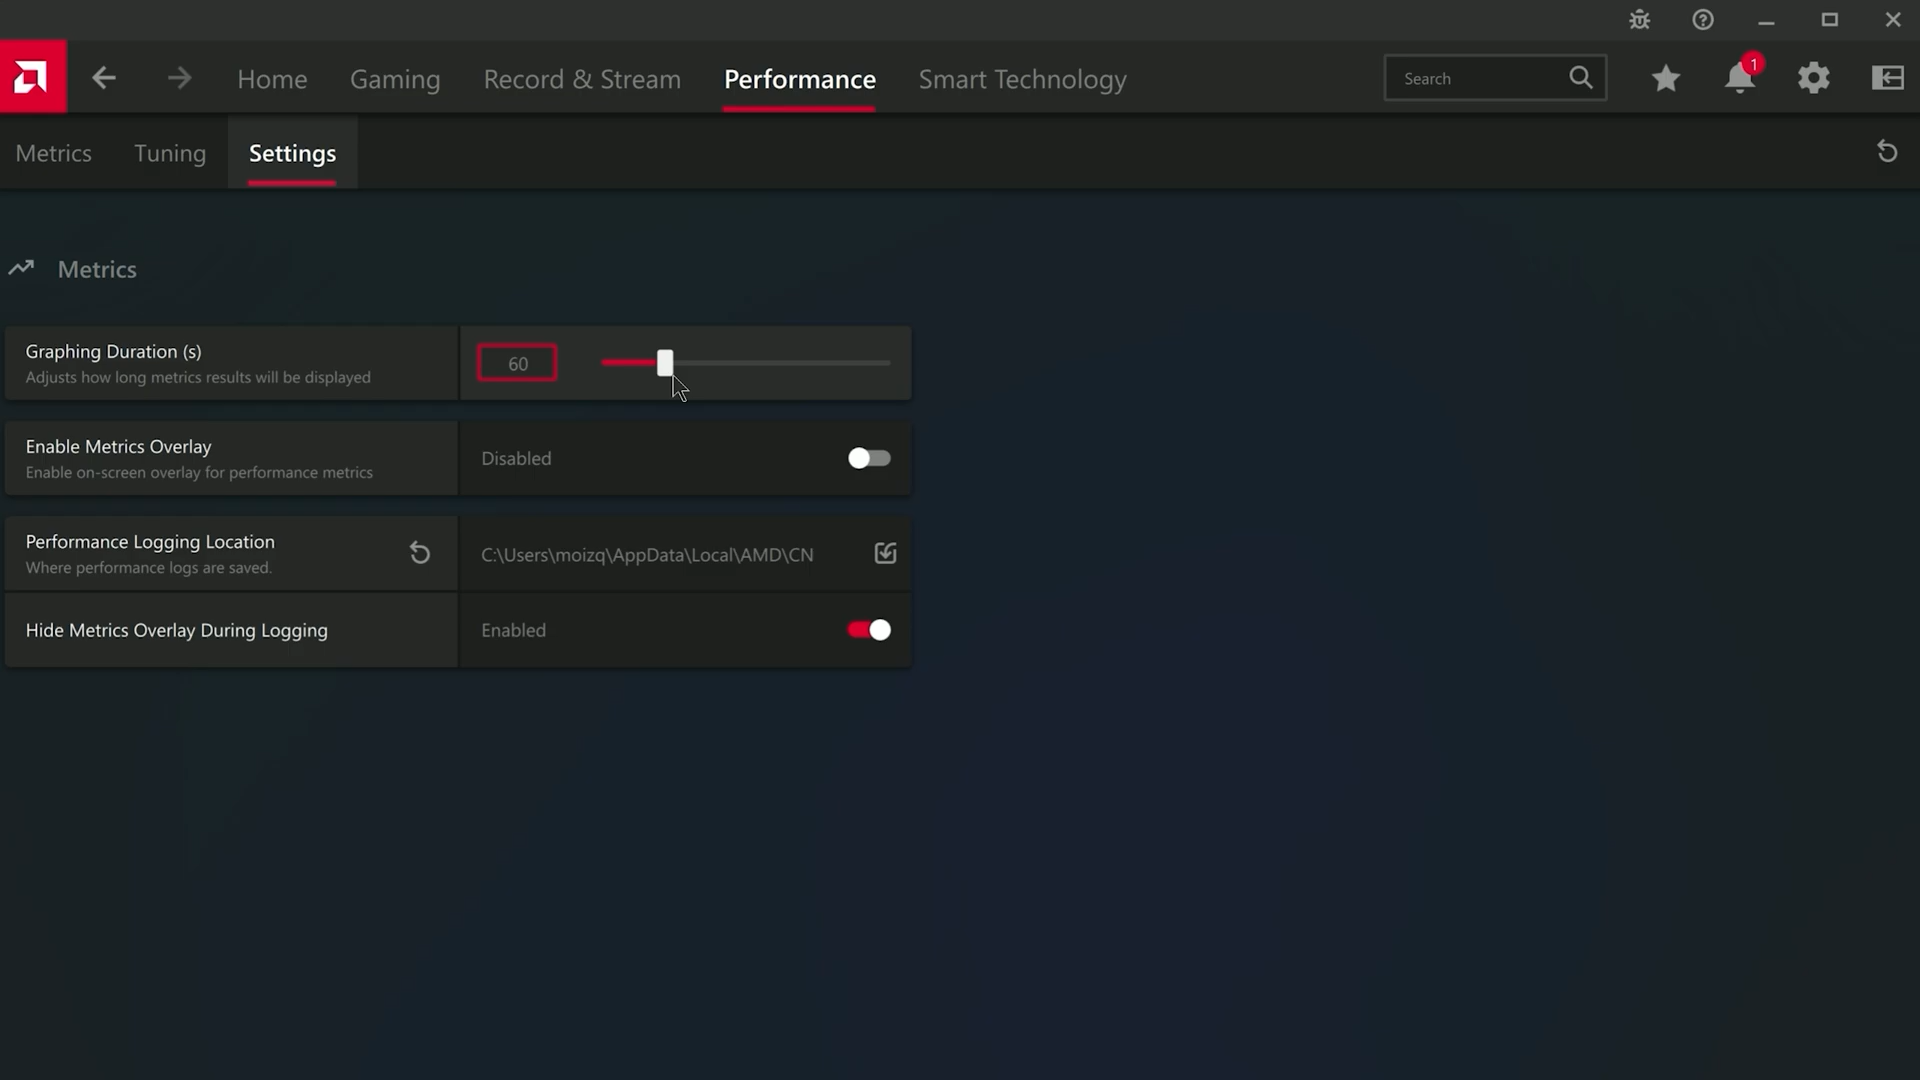 Home
Gaming
Record & Stream
Performance
Smart Technology
Search
1
Metrics
Tuning
Settings
Metrics
Graphing Duration (s)
Adjusts how long metrics results will be displayed
60
Enable Metrics Overlay
Enable on-screen overlay for performance metrics
Disabled
Performance Logging Location
Where performance logs are saved.
C:\Users\moizq\AppData\Local\AMD\CN
Hide Metrics Overlay During Logging
Enabled